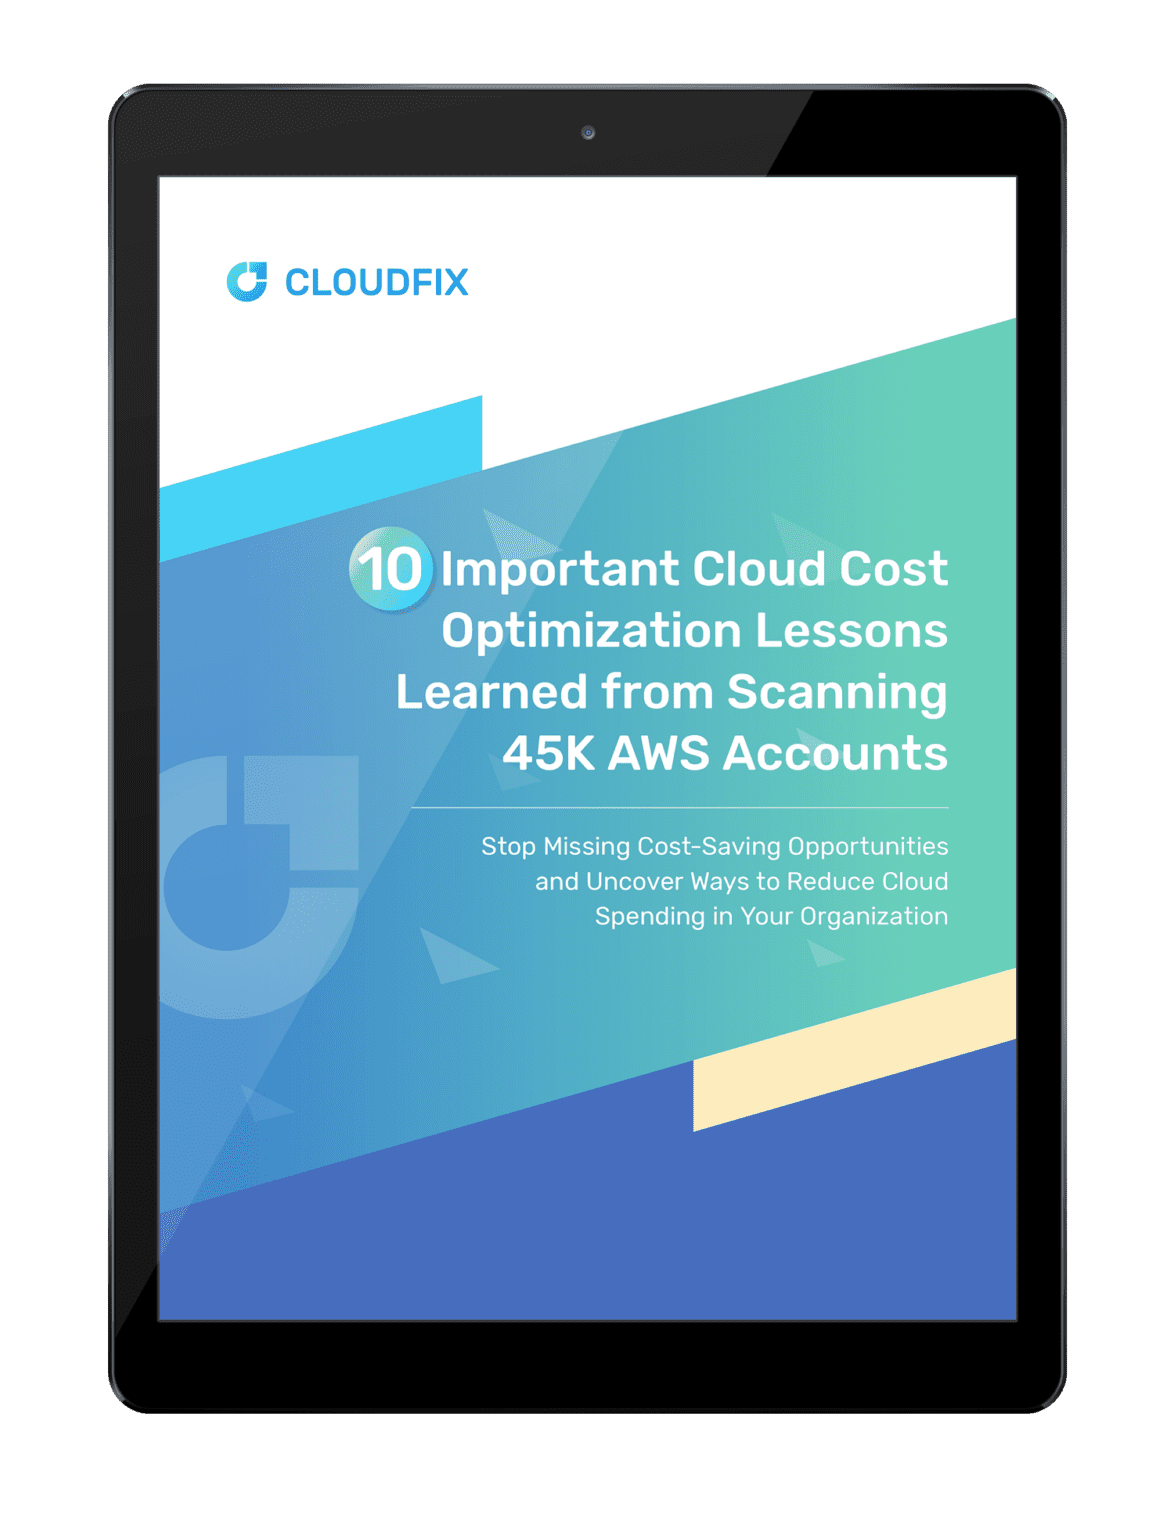 CLOUDFIX
10 Important Cloud Cost
Optimization Lessons
Learned from Scanning
45K AWS Accounts
Stop Missing Cost-Saving Opportunities
and Uncover Ways to Reduce Cloud
Spending in Your Organization